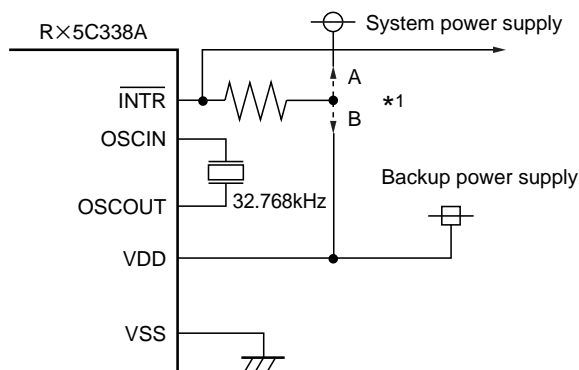 R×5C338A
System power supply
A
INTR
*1
B
OSCIN
Backup power supply
OSCOUT
32.768kHz
VDD
VSS